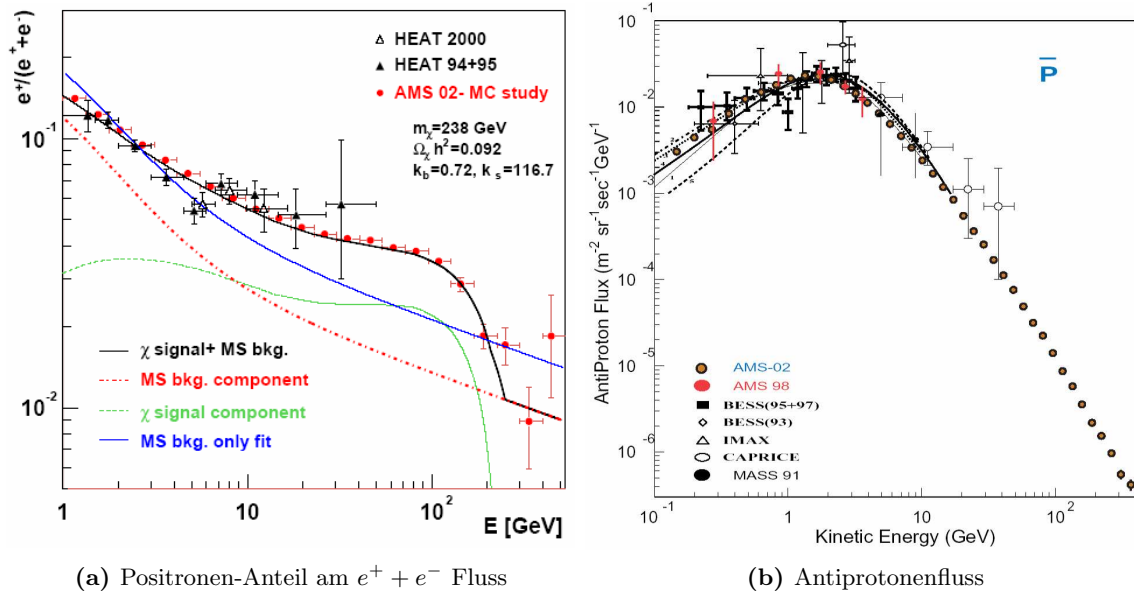 e⁺/(e⁺+e⁻)
10⁻¹
10⁻²
△ HEAT 2000
▲ HEAT 94+95
● AMS 02- MC study
mχ=238 GeV
Ωχ h²=0.092
k_b=0.72, k_s=116.7
χ signal+ MS bkg.
MS bkg. component
χ signal component
MS bkg. only fit
1 10 10² E [GeV]
AntiProton Flux (m⁻² sr⁻¹sec⁻¹GeV⁻¹)
10⁻¹
10⁻²
10⁻³
10⁻⁴
10⁻⁵
10⁻⁶
P̅
AMS-02
AMS 98
BESS(95+97)
BESS(93)
IMAX
CAPRICE
MASS 91
10⁻¹ 1 10 10²
Kinetic Energy (GeV)
(a) Positronen-Anteil am e⁺ + e⁻ Fluss
(b) Antiprotonenfluss